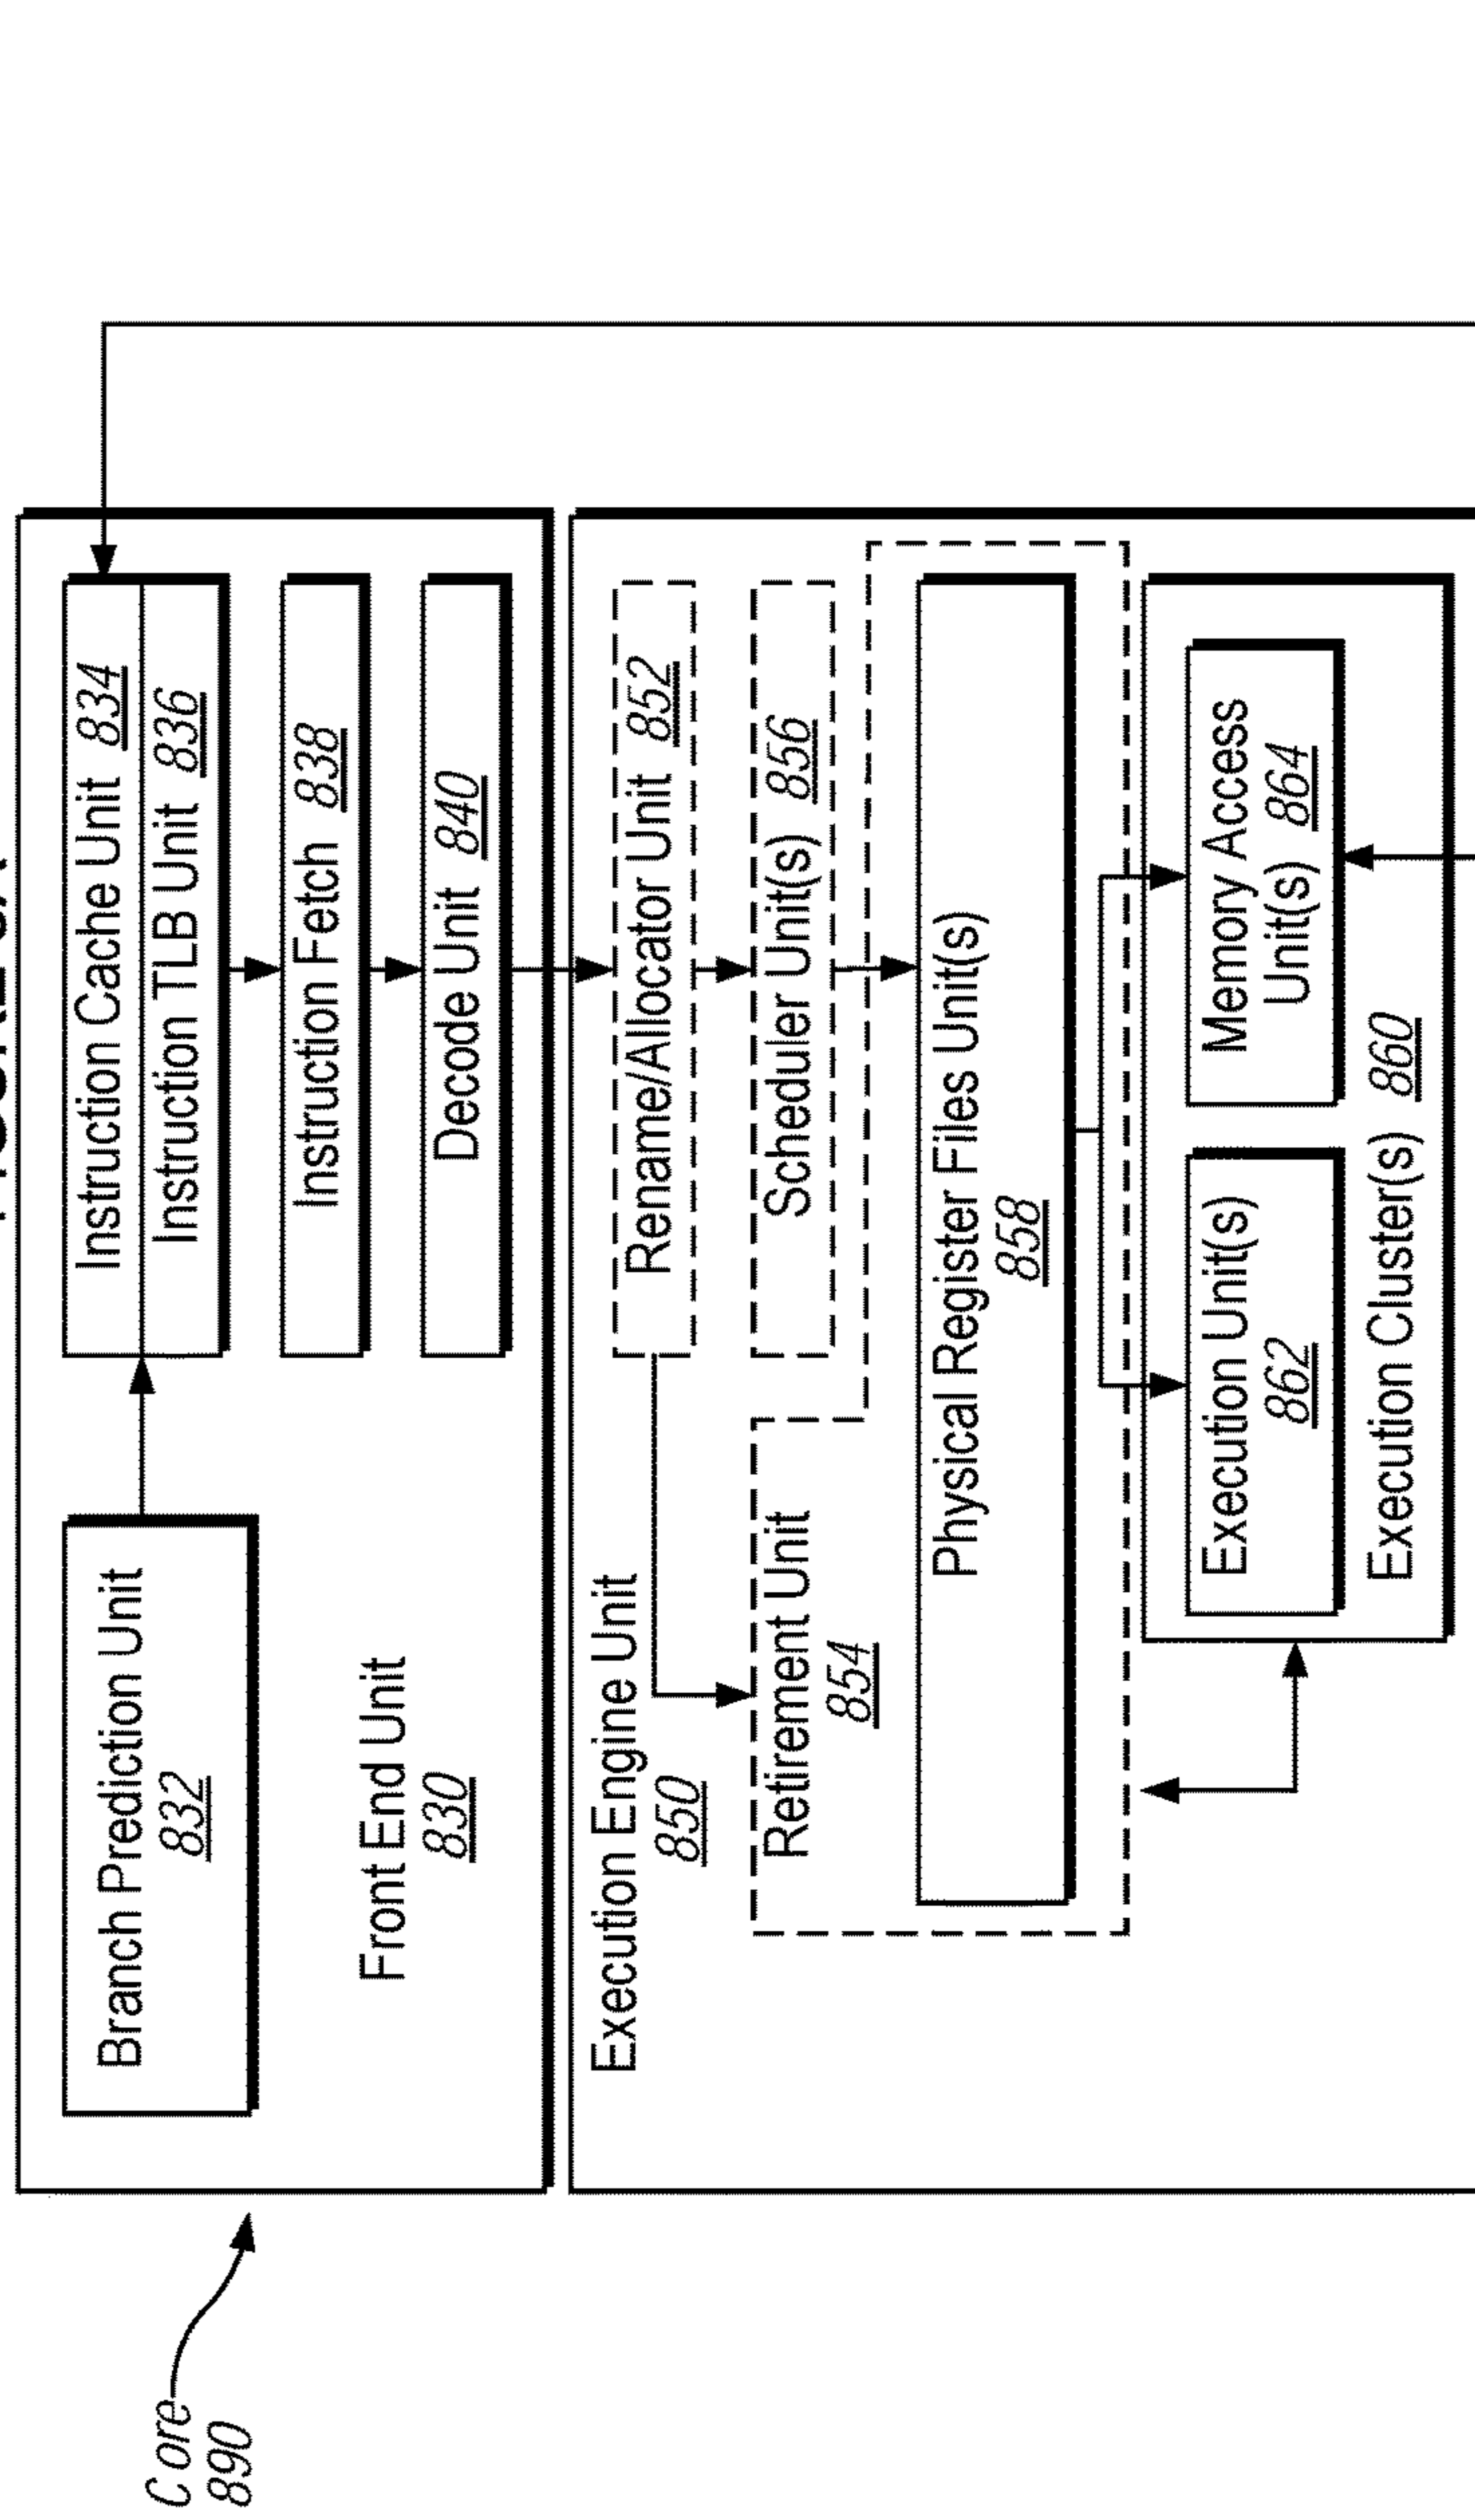 Branch Prediction Unit
832
Instruction Cache Unit 834
Instruction TLB Unit 836
Instruction Fetch 838
Decode Unit 840
Front End Unit
830
Core
890
Execution Engine Unit
850
Rename/Allocator Unit 852
Scheduler Unit(s) 856
Retirement Unit
854
Physical Register Files Unit(s)
858
Execution Unit(s)
862
Memory Access
Unit(s) 864
Execution Cluster(s) 860